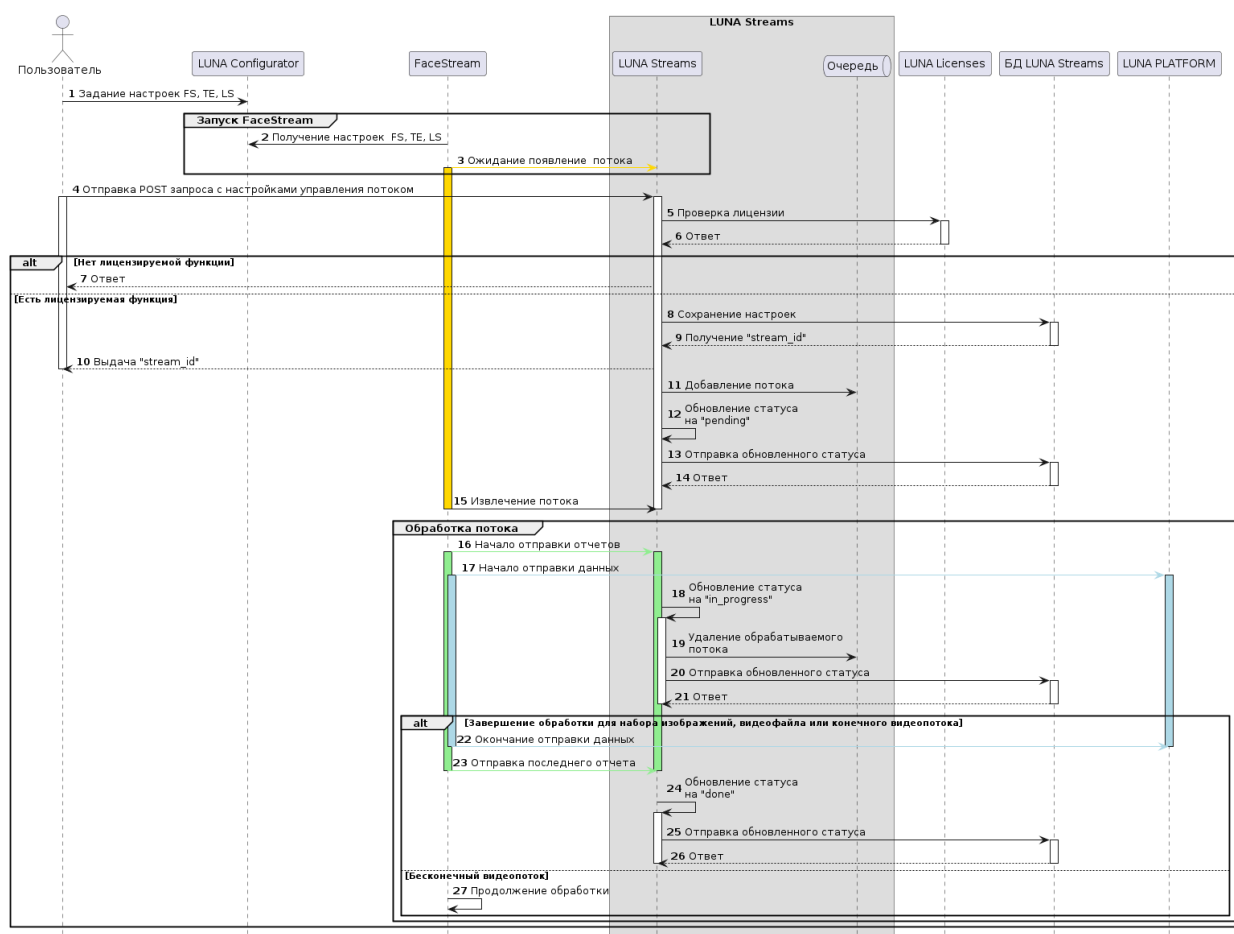 LUNA Streams
Пользователь
LUNA Configurator
FaceStream
LUNA Streams
Очередь
LUNA Licenses
БД LUNA Streams
LUNA PLATFORM
1 Задание настроек FS, TE, LS
Запуск FaceStream
2 Получение настроек FS, TE, LS
3 Ожидание появление потока
4 Отправка POST запроса с настройками управления потоком
5 Проверка лицензии
6 Ответ
alt [Нет лицензируемой функции]
7 Ответ
[Есть лицензируемая функция]
8 Сохранение настроек
9 Получение "stream_id"
10 Выдача "stream_id"
11 Добавление потока
12 Обновление статуса
на "pending"
13 Отправка обновленного статуса
14 Ответ
15 Извлечение потока
Обработка потока
16 Начало отправки отчетов
17 Начало отправки данных
18 Обновление статуса
на "in_progress"
19 Удаление обрабатываемого
потока
20 Отправка обновленного статуса
21 Ответ
alt [Завершение обработки для набора изображений, видеофайла или конечного видеопотока]
22 Окончание отправки данных
23 Отправка последнего отчета
24 Обновление статуса
на "done"
25 Отправка обновленного статуса
26 Ответ
[Бесконечный видеопоток]
27 Продолжение обработки